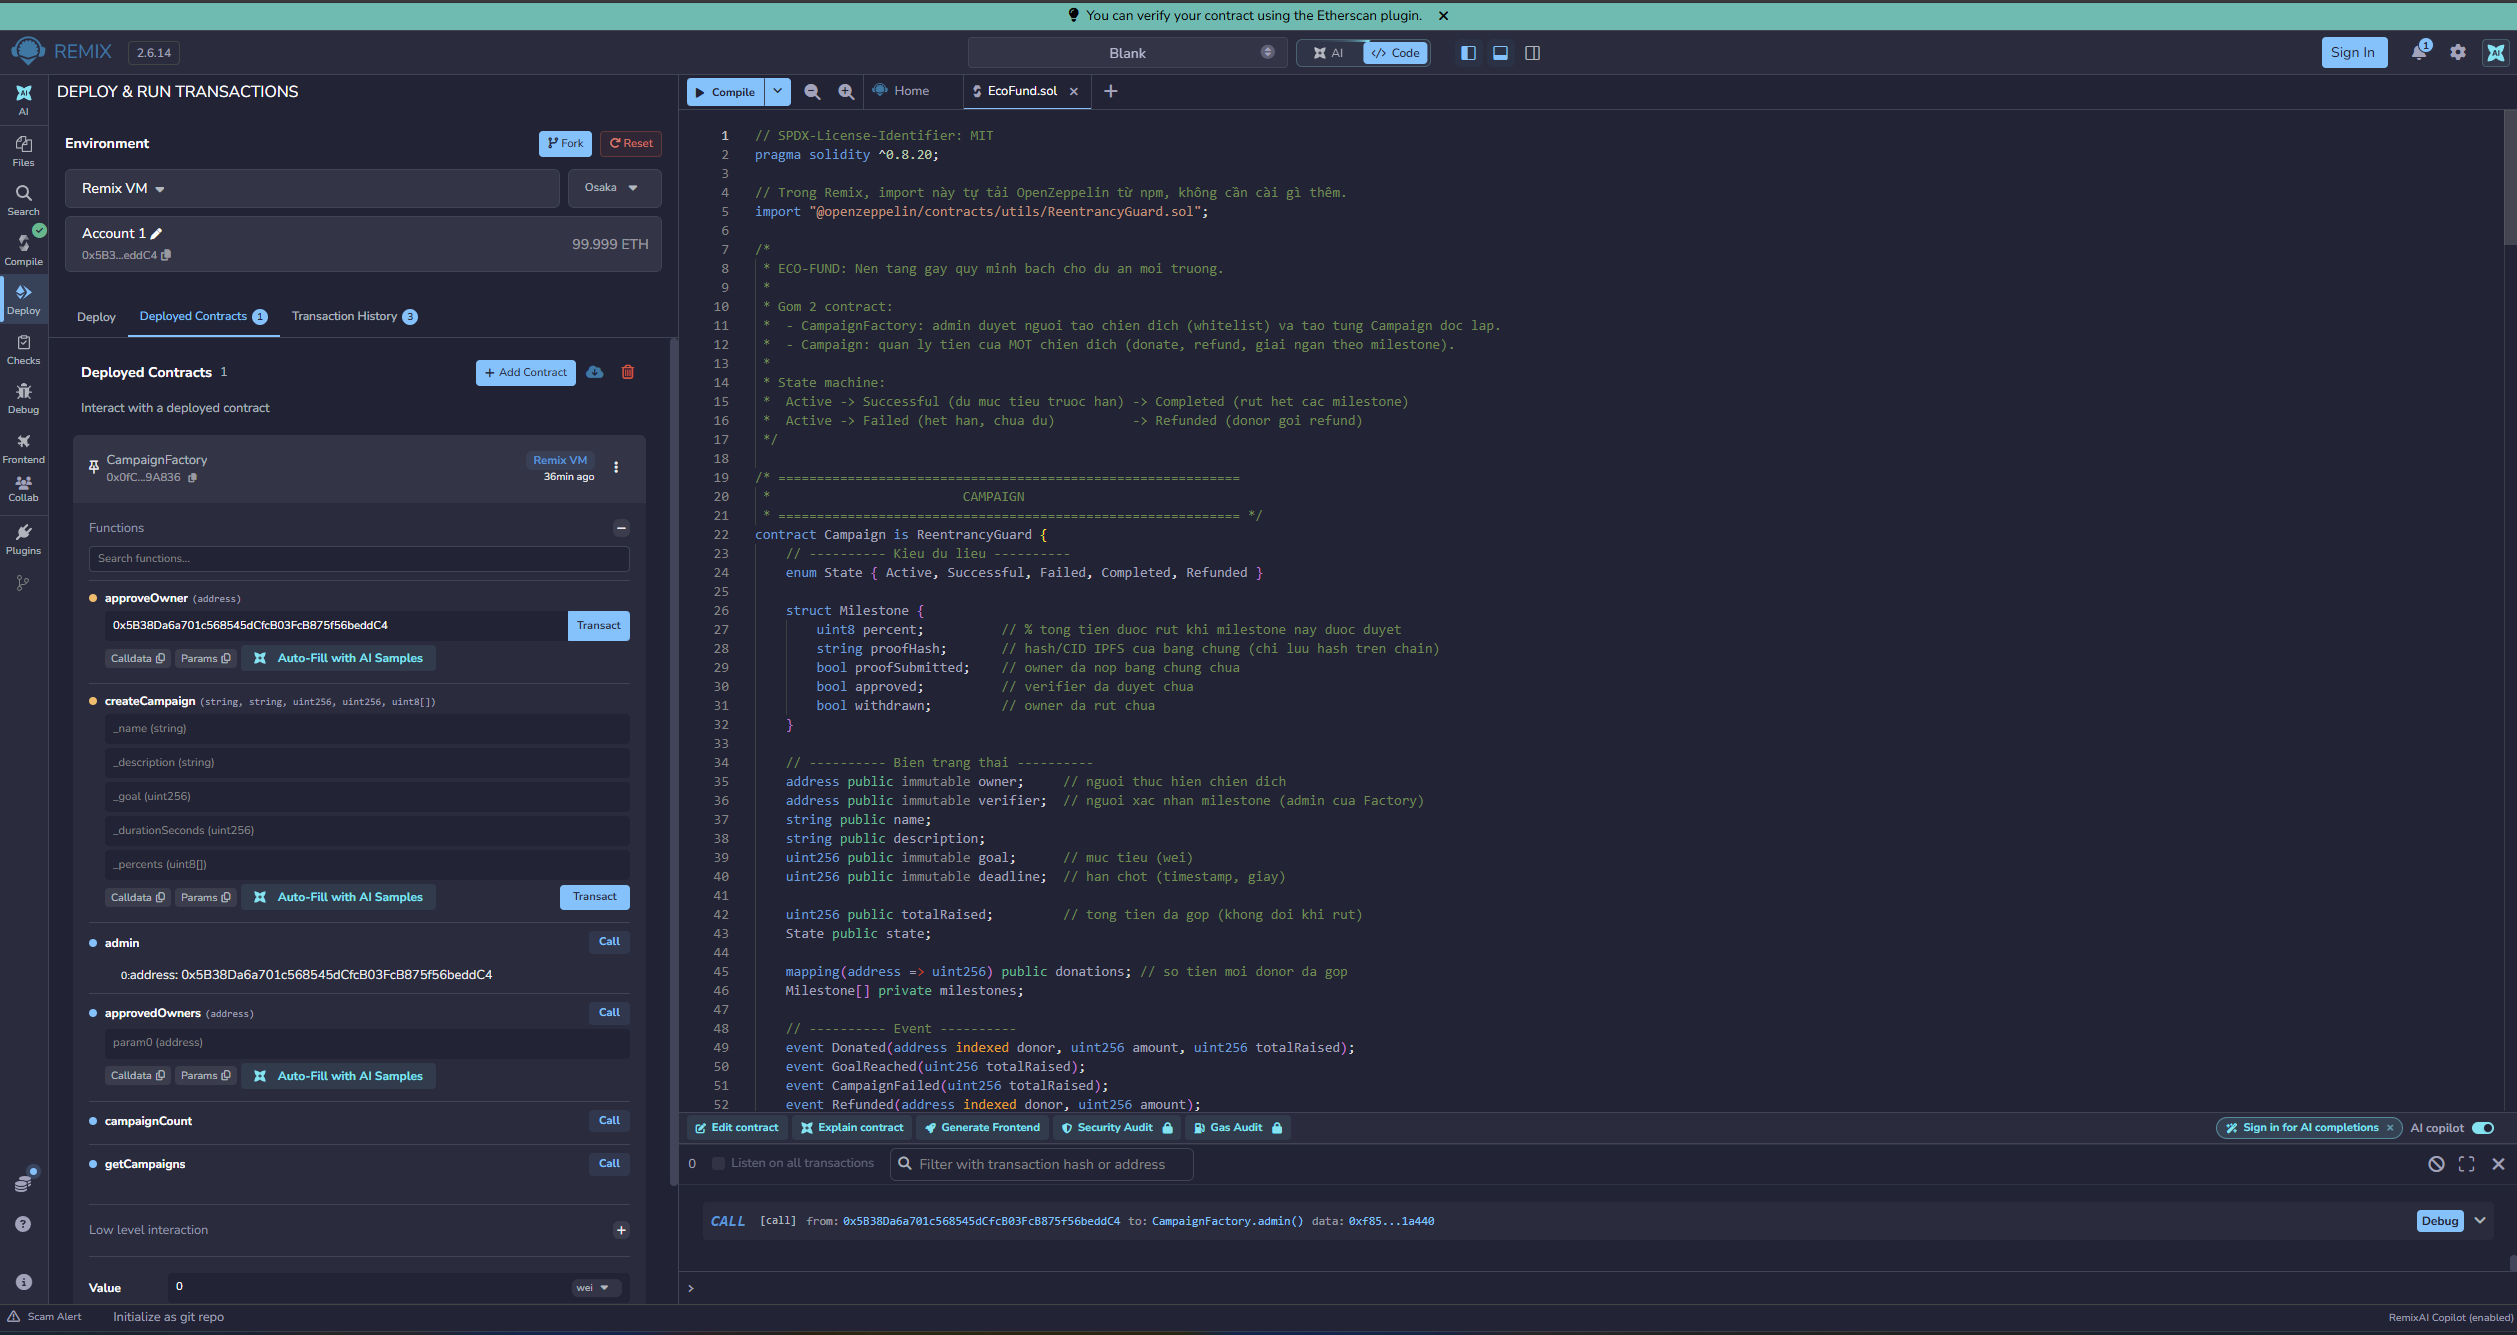 You can verify your contract using the Etherscan plugin.
REMIX
2.6.14
Blank
AI
Code
Sign In
1
AI
AI
Files
Search
Compile
Deploy
Checks
Debug
Frontend
Collab
Plugins
Scam Alert
Initialize as git repo
DEPLOY & RUN TRANSACTIONS
Environment
Fork
Reset
Remix VM
Osaka
Account 1
0x5B3...eddC4
99.999 ETH
Deploy
Deployed Contracts 1
Transaction History 3
Deployed Contracts 1
Add Contract
Interact with a deployed contract
CampaignFactory
0x0fC...9A836
Remix VM
36min ago
Functions
Search functions...
approveOwner (address)
0x5B38Da6a701c568545dCfcB03FcB875f56beddC4
Transact
Calldata
Params
Auto-Fill with AI Samples
createCampaign (string, string, uint256, uint256, uint8[])
_name (string)
_description (string)
_goal (uint256)
_durationSeconds (uint256)
_percents (uint8[])
Calldata
Params
Auto-Fill with AI Samples
Transact
admin
Call
0:address: 0x5B38Da6a701c568545dCfcB03FcB875f56beddC4
approvedOwners (address)
Call
param0 (address)
Calldata
Params
Auto-Fill with AI Samples
campaignCount
Call
getCampaigns
Call
Low level interaction
Value
0
wei
Compile
Home
EcoFund.sol
1 // SPDX-License-Identifier: MIT
2 pragma solidity ^0.8.20;
3
4 // Trong Remix, import này tự tải OpenZeppelin từ npm, không cần cài gì thêm.
5 import "@openzeppelin/contracts/utils/ReentrancyGuard.sol";
6
7 /*
8 * ECO-FUND: Nen tang gay quy minh bach cho du an moi truong.
9 *
10 * Gom 2 contract:
11 * - CampaignFactory: admin duyet nguoi tao chien dich (whitelist) va tao tung Campaign doc lap.
12 * - Campaign: quan ly tien cua MOT chien dich (donate, refund, giai ngan theo milestone).
13 *
14 * State machine:
15 * Active -> Successful (du muc tieu truoc han) -> Completed (rut het cac milestone)
16 * Active -> Failed (het han, chua du) -> Refunded (donor goi refund)
17 */
18
19 /* ============================================================
20 * CAMPAIGN
21 * ============================================================ */
22 contract Campaign is ReentrancyGuard {
23 // ---------- Kieu du lieu ----------
24 enum State { Active, Successful, Failed, Completed, Refunded }
25
26 struct Milestone {
27 uint8 percent; // % tong tien duoc rut khi milestone nay duoc duyet
28 string proofHash; // hash/CID IPFS cua bang chung (chi luu hash tren chain)
29 bool proofSubmitted; // owner da nop bang chung chua
30 bool approved; // verifier da duyet chua
31 bool withdrawn; // owner da rut chua
32 }
33
34 // ---------- Bien trang thai ----------
35 address public immutable owner; // nguoi thuc hien chien dich
36 address public immutable verifier; // nguoi xac nhan milestone (admin cua Factory)
37 string public name;
38 string public description;
39 uint256 public immutable goal; // muc tieu (wei)
40 uint256 public immutable deadline; // han chot (timestamp, giay)
41
42 uint256 public totalRaised; // tong tien da gop (khong doi khi rut)
43 State public state;
44
45 mapping(address => uint256) public donations; // so tien moi donor da gop
46 Milestone[] private milestones;
47
48 // ---------- Event ----------
49 event Donated(address indexed donor, uint256 amount, uint256 totalRaised);
50 event GoalReached(uint256 totalRaised);
51 event CampaignFailed(uint256 totalRaised);
52 event Refunded(address indexed donor, uint256 amount);
Edit contract
Explain contract
Generate Frontend
Security Audit
Gas Audit
Sign in for AI completions ×
AI copilot
0
Listen on all transactions
Filter with transaction hash or address
CALL [call] from: 0x5B38Da6a701c568545dCfcB03FcB875f56beddC4 to: CampaignFactory.admin() data: 0xf85...1a440
Debug
>
RemixAI Copilot (enabled)